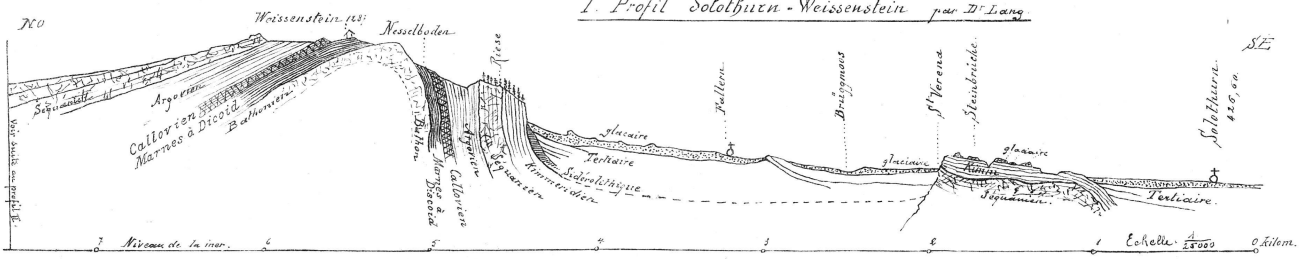 1. Profil Solothurn - Weissenstein par Dr Lang
NO
SE
Weissenstein
Nesselboden
Riese
Fallern
Brüggmoos
St Verena
Steinbrüche
Solothurn
426,60.
Voir suite au profil II.
Séquanien
Argovien
Callovien
Marnes à Dicoid
Bathonien
Bathon
Marnes à Discoid
Callovien
Argovien
Séquanien
Kimmeridien
Sidérolithique
Tertiaire
glacaire
glaciaire
glaciaire
Kimm
Séquanien.
Tertiaire.
7 Niveau de la mer. 6 5 4 3 2 1 Echelle 1/25000 0 kilom.